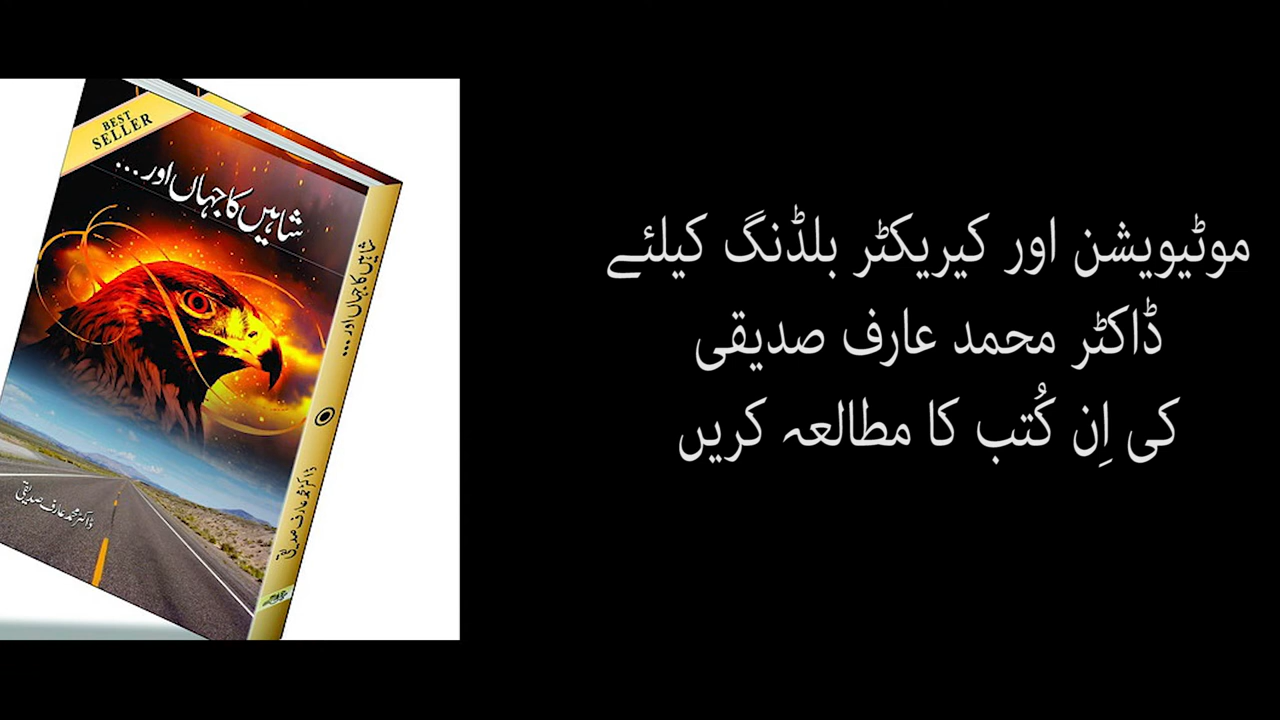 BEST
SELLER
شاہیں کا جہاں اور...
ڈاکٹر محمد عارف صدیقی
شاہیں کا جہاں اور...
ڈاکٹر محمد عارف صدیقی
موٹیویشن اور کیریکٹر بلڈنگ کیلئے
ڈاکٹر محمد عارف صدیقی
کی اِن کُتب کا مطالعہ کریں